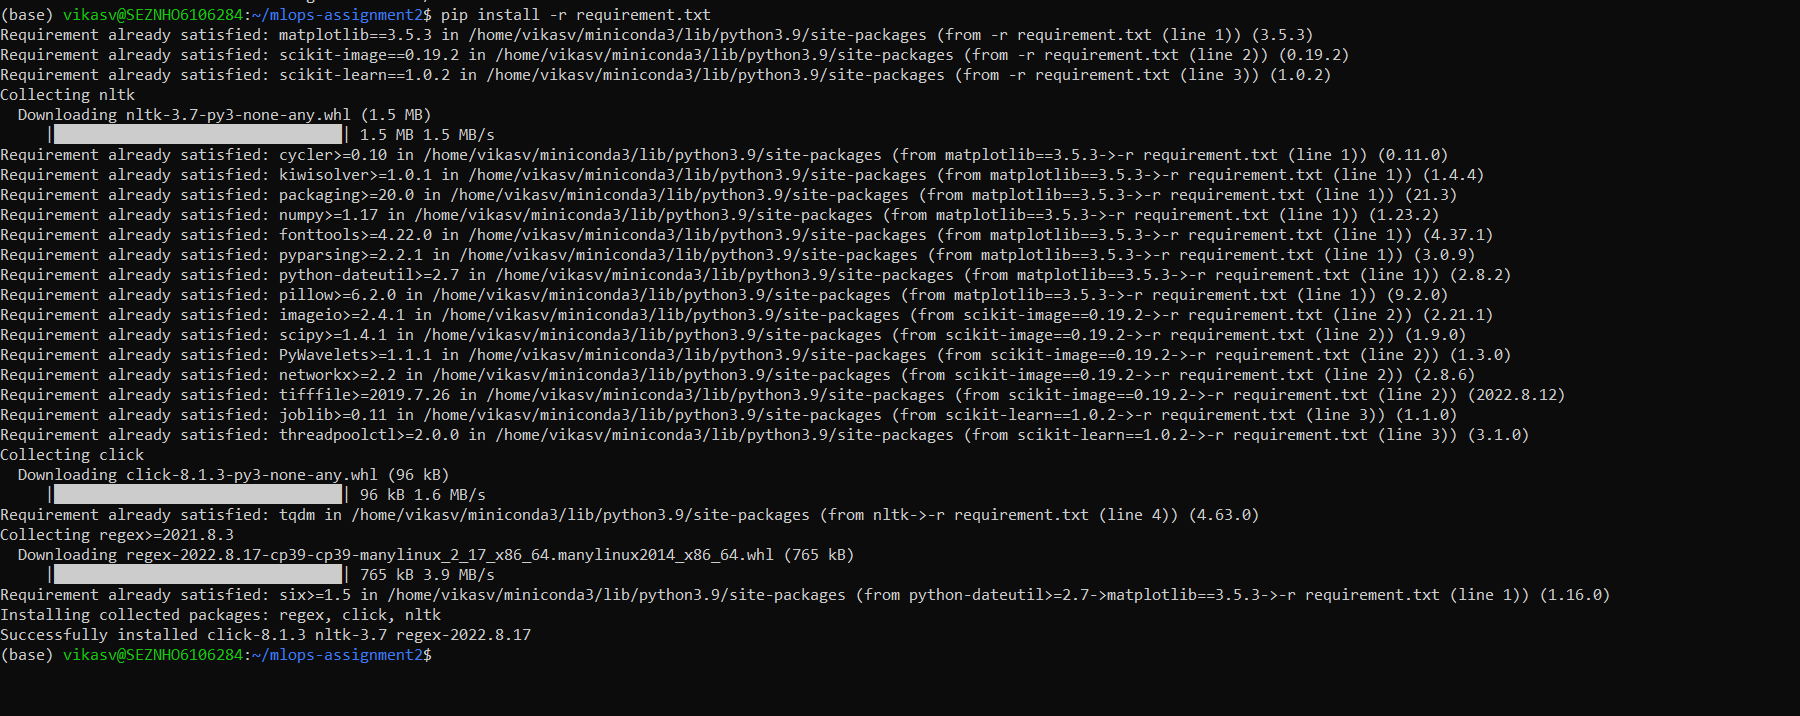 (base) vikasv@SEZNHO6106284:~/mlops-assignment2$ pip install -r requirement.txt
Requirement already satisfied: matplotlib==3.5.3 in /home/vikasv/miniconda3/lib/python3.9/site-packages (from -r requirement.txt (line 1)) (3.5.3)
Requirement already satisfied: scikit-image==0.19.2 in /home/vikasv/miniconda3/lib/python3.9/site-packages (from -r requirement.txt (line 2)) (0.19.2)
Requirement already satisfied: scikit-learn==1.0.2 in /home/vikasv/miniconda3/lib/python3.9/site-packages (from -r requirement.txt (line 3)) (1.0.2)
Collecting nltk
  Downloading nltk-3.7-py3-none-any.whl (1.5 MB)
     |████████████████████████████████| 1.5 MB 1.5 MB/s
Requirement already satisfied: cycler>=0.10 in /home/vikasv/miniconda3/lib/python3.9/site-packages (from matplotlib==3.5.3->-r requirement.txt (line 1)) (0.11.0)
Requirement already satisfied: kiwisolver>=1.0.1 in /home/vikasv/miniconda3/lib/python3.9/site-packages (from matplotlib==3.5.3->-r requirement.txt (line 1)) (1.4.4)
Requirement already satisfied: packaging>=20.0 in /home/vikasv/miniconda3/lib/python3.9/site-packages (from matplotlib==3.5.3->-r requirement.txt (line 1)) (21.3)
Requirement already satisfied: numpy>=1.17 in /home/vikasv/miniconda3/lib/python3.9/site-packages (from matplotlib==3.5.3->-r requirement.txt (line 1)) (1.23.2)
Requirement already satisfied: fonttools>=4.22.0 in /home/vikasv/miniconda3/lib/python3.9/site-packages (from matplotlib==3.5.3->-r requirement.txt (line 1)) (4.37.1)
Requirement already satisfied: pyparsing>=2.2.1 in /home/vikasv/miniconda3/lib/python3.9/site-packages (from matplotlib==3.5.3->-r requirement.txt (line 1)) (3.0.9)
Requirement already satisfied: python-dateutil>=2.7 in /home/vikasv/miniconda3/lib/python3.9/site-packages (from matplotlib==3.5.3->-r requirement.txt (line 1)) (2.8.2)
Requirement already satisfied: pillow>=6.2.0 in /home/vikasv/miniconda3/lib/python3.9/site-packages (from matplotlib==3.5.3->-r requirement.txt (line 1)) (9.2.0)
Requirement already satisfied: imageio>=2.4.1 in /home/vikasv/miniconda3/lib/python3.9/site-packages (from scikit-image==0.19.2->-r requirement.txt (line 2)) (2.21.1)
Requirement already satisfied: scipy>=1.4.1 in /home/vikasv/miniconda3/lib/python3.9/site-packages (from scikit-image==0.19.2->-r requirement.txt (line 2)) (1.9.0)
Requirement already satisfied: PyWavelets>=1.1.1 in /home/vikasv/miniconda3/lib/python3.9/site-packages (from scikit-image==0.19.2->-r requirement.txt (line 2)) (1.3.0)
Requirement already satisfied: networkx>=2.2 in /home/vikasv/miniconda3/lib/python3.9/site-packages (from scikit-image==0.19.2->-r requirement.txt (line 2)) (2.8.6)
Requirement already satisfied: tifffile>=2019.7.26 in /home/vikasv/miniconda3/lib/python3.9/site-packages (from scikit-image==0.19.2->-r requirement.txt (line 2)) (2022.8.12)
Requirement already satisfied: joblib>=0.11 in /home/vikasv/miniconda3/lib/python3.9/site-packages (from scikit-learn==1.0.2->-r requirement.txt (line 3)) (1.1.0)
Requirement already satisfied: threadpoolctl>=2.0.0 in /home/vikasv/miniconda3/lib/python3.9/site-packages (from scikit-learn==1.0.2->-r requirement.txt (line 3)) (3.1.0)
Collecting click
  Downloading click-8.1.3-py3-none-any.whl (96 kB)
     |████████████████████████████████| 96 kB 1.6 MB/s
Requirement already satisfied: tqdm in /home/vikasv/miniconda3/lib/python3.9/site-packages (from nltk->-r requirement.txt (line 4)) (4.63.0)
Collecting regex>=2021.8.3
  Downloading regex-2022.8.17-cp39-cp39-manylinux_2_17_x86_64.manylinux2014_x86_64.whl (765 kB)
     |████████████████████████████████| 765 kB 3.9 MB/s
Requirement already satisfied: six>=1.5 in /home/vikasv/miniconda3/lib/python3.9/site-packages (from python-dateutil>=2.7->matplotlib==3.5.3->-r requirement.txt (line 1)) (1.16.0)
Installing collected packages: regex, click, nltk
Successfully installed click-8.1.3 nltk-3.7 regex-2022.8.17
(base) vikasv@SEZNHO6106284:~/mlops-assignment2$